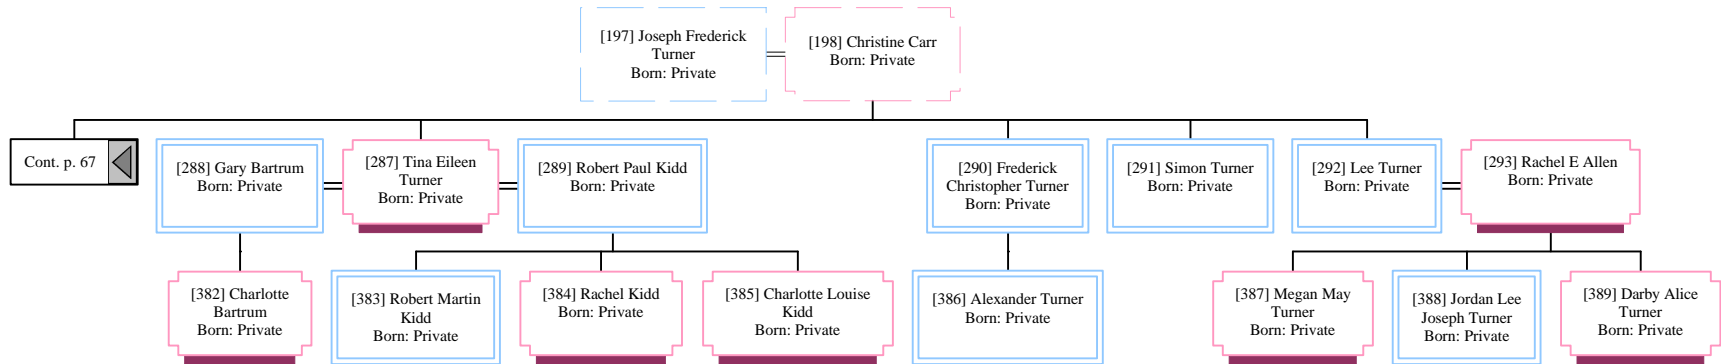 [197] Joseph Frederick
Turner
Born: Private
[198] Christine Carr
Born: Private
Cont. p. 67
[288] Gary Bartrum
Born: Private
[287] Tina Eileen
Turner
Born: Private
[289] Robert Paul Kidd
Born: Private
[290] Frederick
Christopher Turner
Born: Private
[291] Simon Turner
Born: Private
[292] Lee Turner
Born: Private
[293] Rachel E Allen
Born: Private
[382] Charlotte
Bartrum
Born: Private
[383] Robert Martin
Kidd
Born: Private
[384] Rachel Kidd
Born: Private
[385] Charlotte Louise
Kidd
Born: Private
[386] Alexander Turner
Born: Private
[387] Megan May
Turner
Born: Private
[388] Jordan Lee
Joseph Turner
Born: Private
[389] Darby Alice
Turner
Born: Private